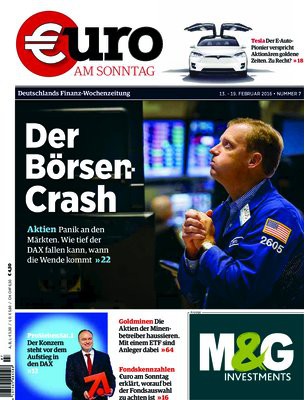 €uro
AM SONNTAG
Tesla Der E-Auto-
Pionier verspricht
Aktionären goldene
Zeiten. Zu Recht? »18
Deutschlands Finanz-Wochenzeitung
13. – 19. FEBRUAR 2016 • NUMMER 7
Der
Börsen-
Crash
Aktien Panik an den
Märkten. Wie tief der
DAX fallen kann, wann
die Wende kommt »22
2605
€ 4,50
Der Konzern
steht vor dem
Aufstieg in
den DAX
Goldminen Die
Aktien der Minen-
betreiber haussieren.
Mit einem ETF sind
Anleger dabei »64
Fondskennzahlen
€uro am Sonntag
erklärt, worauf bei
der Fondsauswahl
zu achten ist »16
M&G
INVESTMENTS